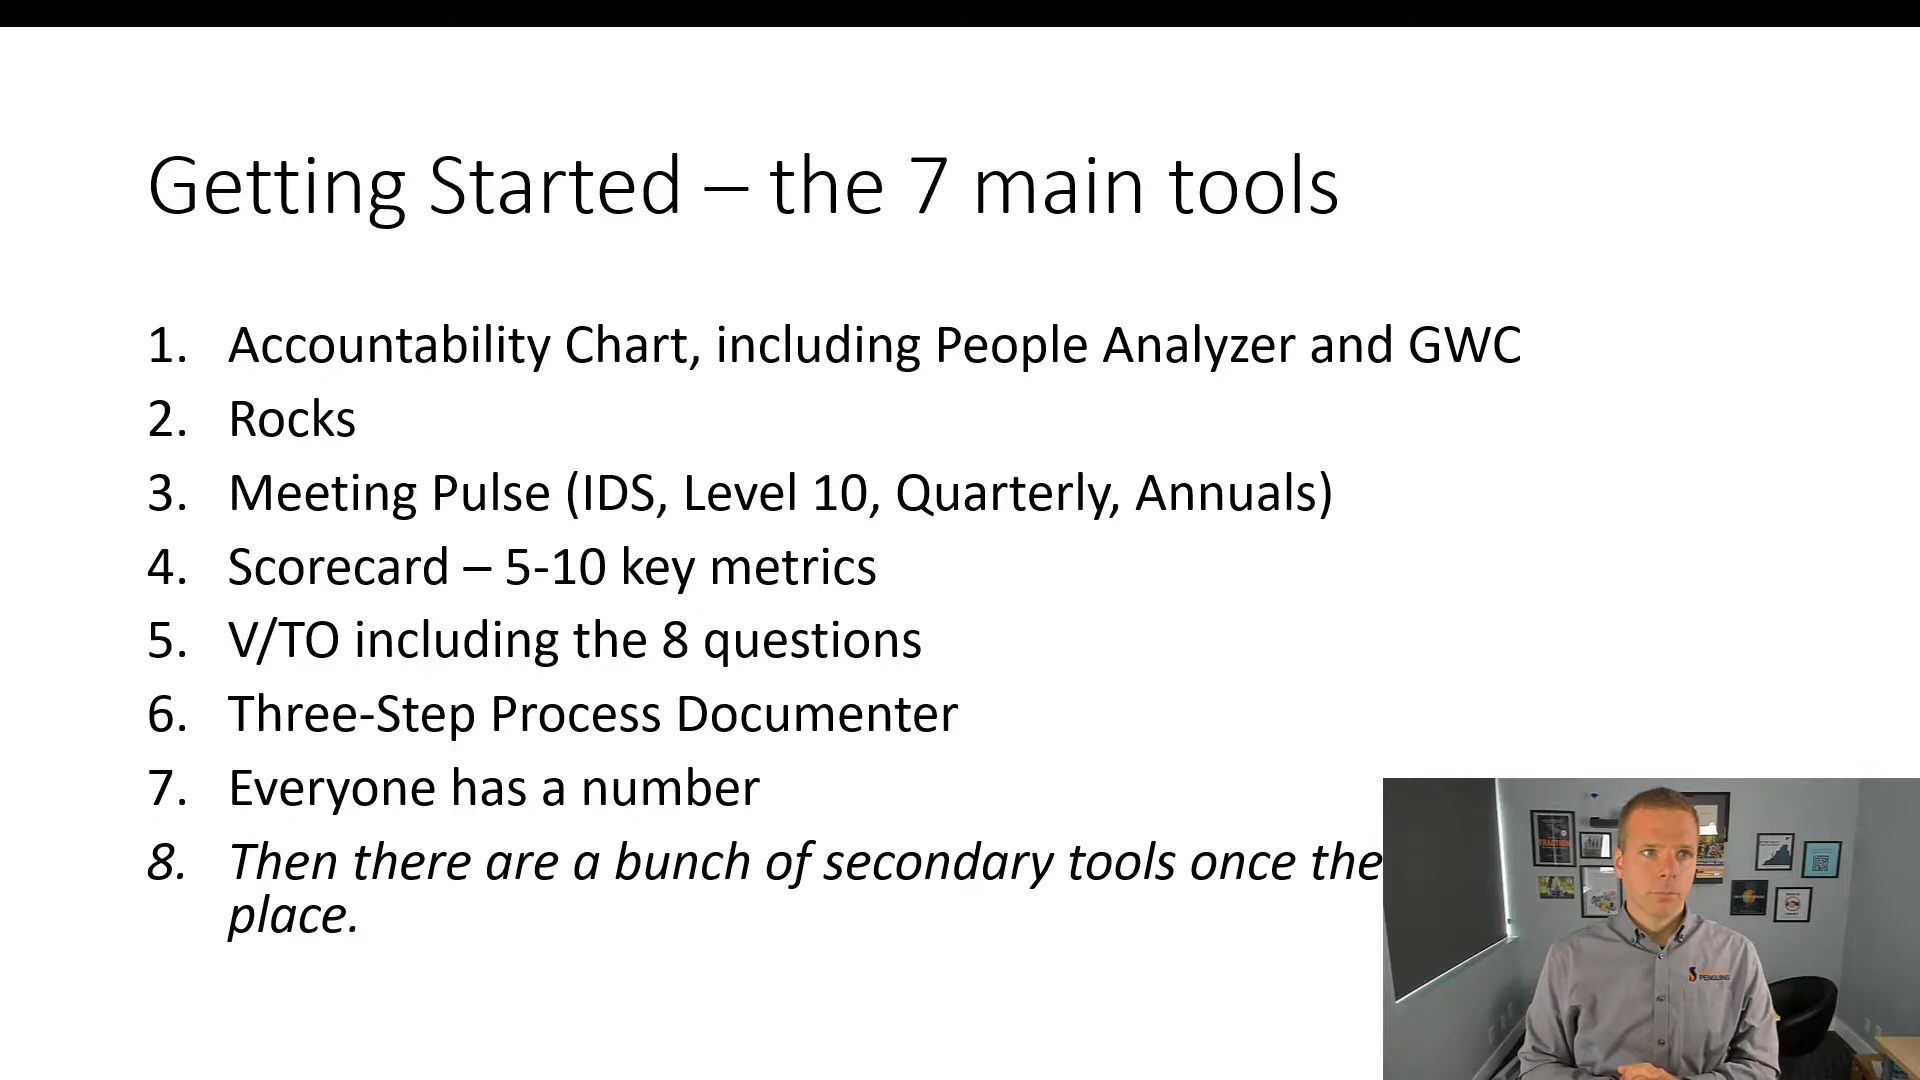 Getting Started – the 7 main tools
1. Accountability Chart, including People Analyzer and GWC
2. Rocks
3. Meeting Pulse (IDS, Level 10, Quarterly, Annuals)
4. Scorecard – 5-10 key metrics
5. V/TO including the 8 questions
6. Three-Step Process Documenter
7. Everyone has a number
8. Then there are a bunch of secondary tools once the
place.
TRACTION
PENGUINS